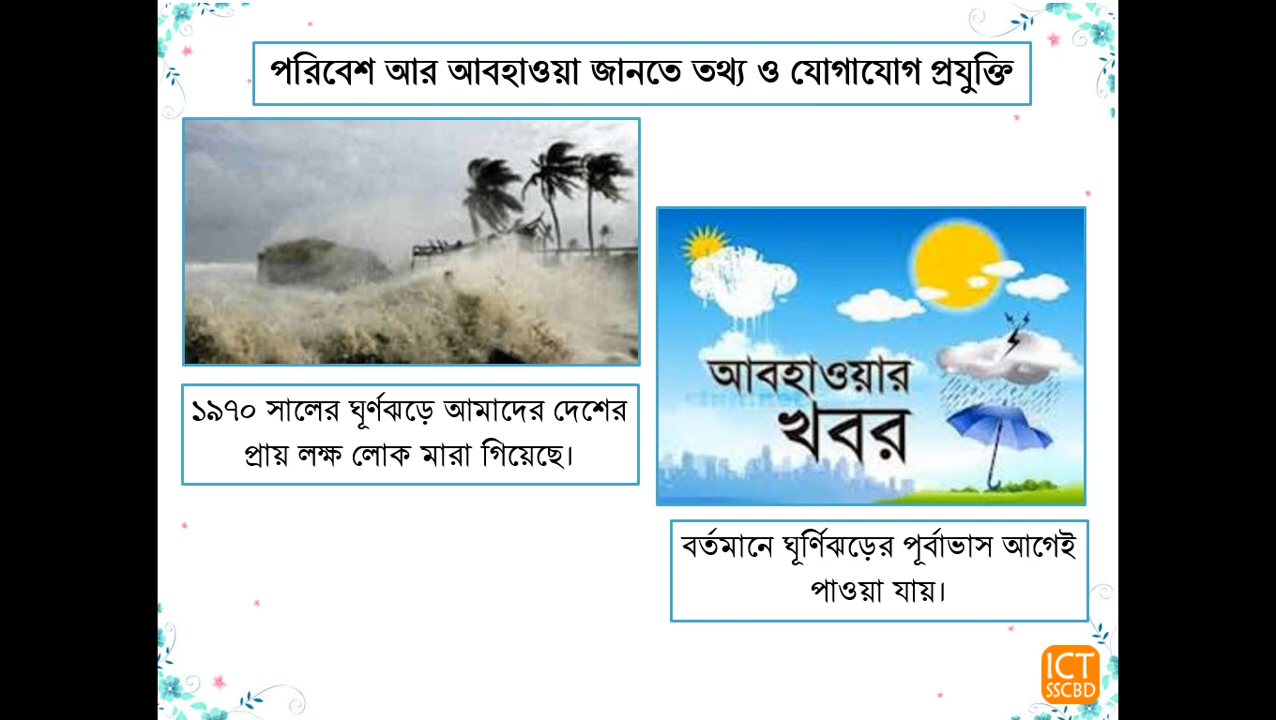 পরিবেশ আর আবহাওয়া জানতে তথ্য ও যোগাযোগ প্রযুক্তি
১৯৭০ সালের ঘূর্ণঝড়ে আমাদের দেশের
প্রায় লক্ষ লোক মারা গিয়েছে।
আবহাওয়ার
খবর
বর্তমানে ঘূর্ণিঝড়ের পূর্বাভাস আগেই
পাওয়া যায়।
ICT
SSCBD